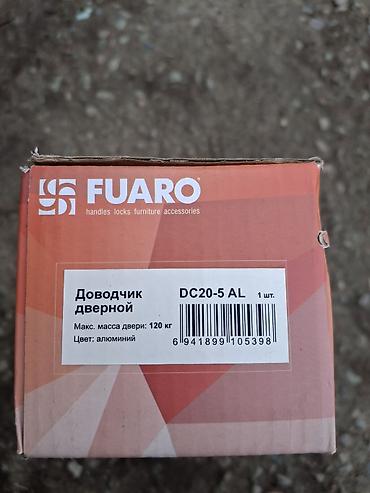 FUARO
handles locks furniture accessories
Доводчик дверной
DC20-5 AL 1 шт.
Макс. масса двери: 120 кг
Цвет: алюминий
6 941899 105398